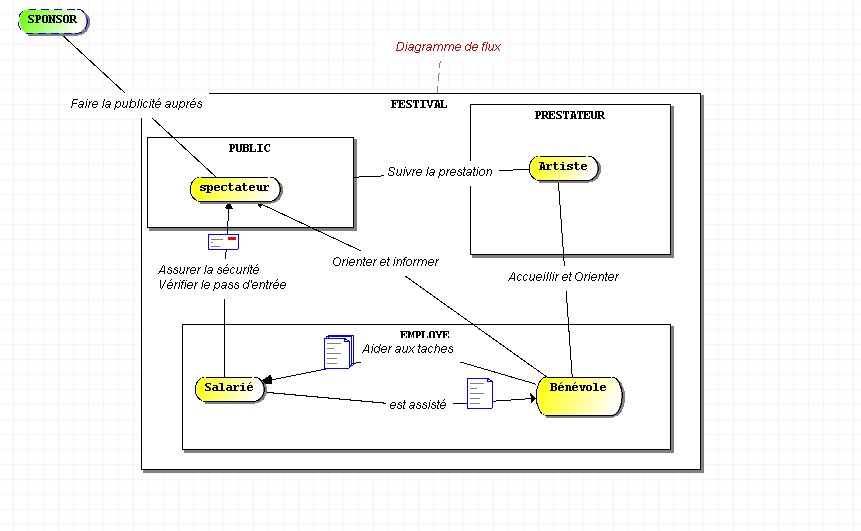 SPONSOR
Diagramme de flux
Faire la publicité auprés
FESTIVAL
PRESTATEUR
PUBLIC
Artiste
Suivre la prestation
spectateur
Orienter et informer
Assurer la sécurité
Vérifier le pass d'entrée
Accueillir et Orienter
EMPLOYE
Aider aux taches
Salarié
Bénévole
est assisté